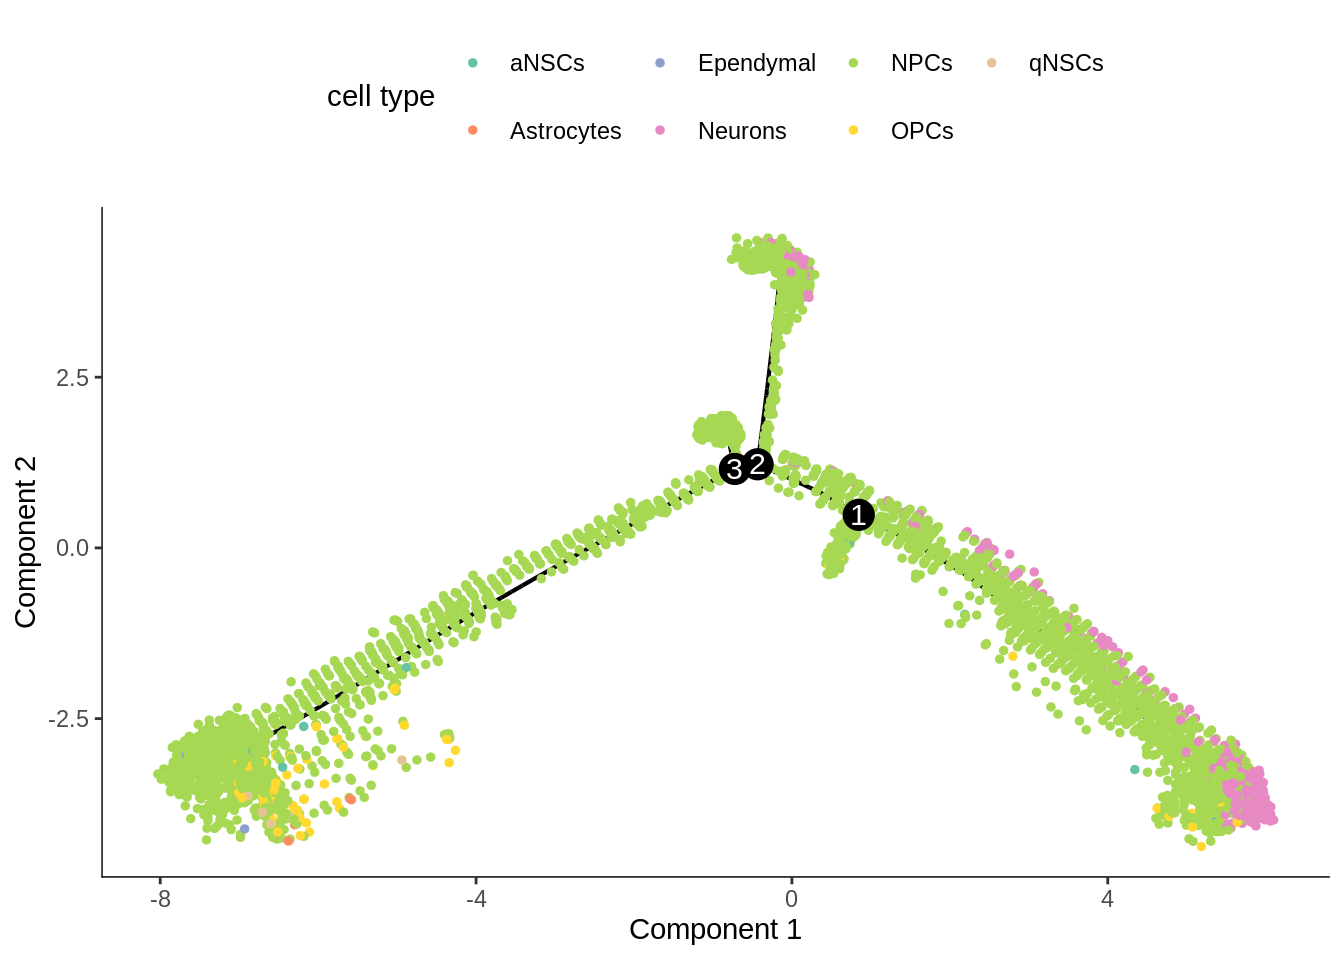 cell type
aNSCs
Ependymal
NPCs
qNSCs
Astrocytes
Neurons
OPCs
2.5
0.0
-2.5
Component 2
3
2
1
-8
-4
0
4
Component 1